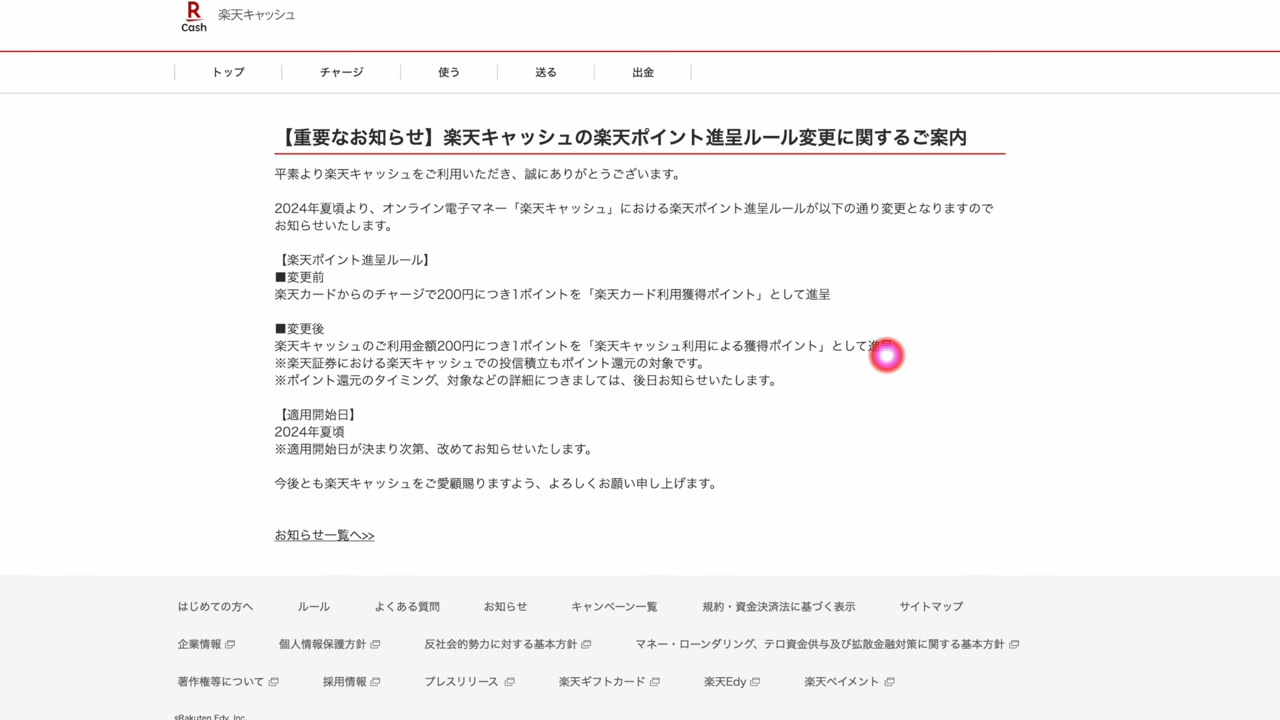 R
Cash
楽天キャッシュ
トップ
チャージ
使う
送る
出金
【重要なお知らせ】楽天キャッシュの楽天ポイント進呈ルール変更に関するご案内
平素より楽天キャッシュをご利用いただき、誠にありがとうございます。
2024年夏頃より、オンライン電子マネー「楽天キャッシュ」における楽天ポイント進呈ルールが以下の通り変更となりますので
お知らせいたします。
【楽天ポイント進呈ルール】
■変更前
楽天カードからのチャージで200円につき1ポイントを「楽天カード利用獲得ポイント」として進呈
■変更後
楽天キャッシュのご利用金額200円につき1ポイントを「楽天キャッシュ利用による獲得ポイント」として進呈
※楽天証券における楽天キャッシュでの投信積立もポイント還元の対象です。
※ポイント還元のタイミング、対象などの詳細につきましては、後日お知らせいたします。
【適用開始日】
2024年夏頃
※適用開始日が決まり次第、改めてお知らせいたします。
今後とも楽天キャッシュをご愛顧賜りますよう、よろしくお願い申し上げます。
お知らせ一覧へ>>
はじめての方へ
ルール
よくある質問
お知らせ
キャンペーン一覧
規約・資金決済法に基づく表示
サイトマップ
企業情報
個人情報保護方針
反社会的勢力に対する基本方針
マネー・ローンダリング、テロ資金供与及び拡散金融対策に関する基本方針
著作権等について
採用情報
プレスリリース
楽天ギフトカード
楽天Edy
楽天ペイメント
Rakuten Edy, Inc.